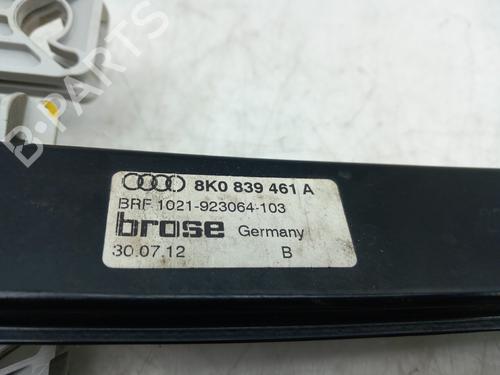 8K0 839 461 A
BRF 1021-923064-103
brose Germany
30.07.12 B
B-PARTS